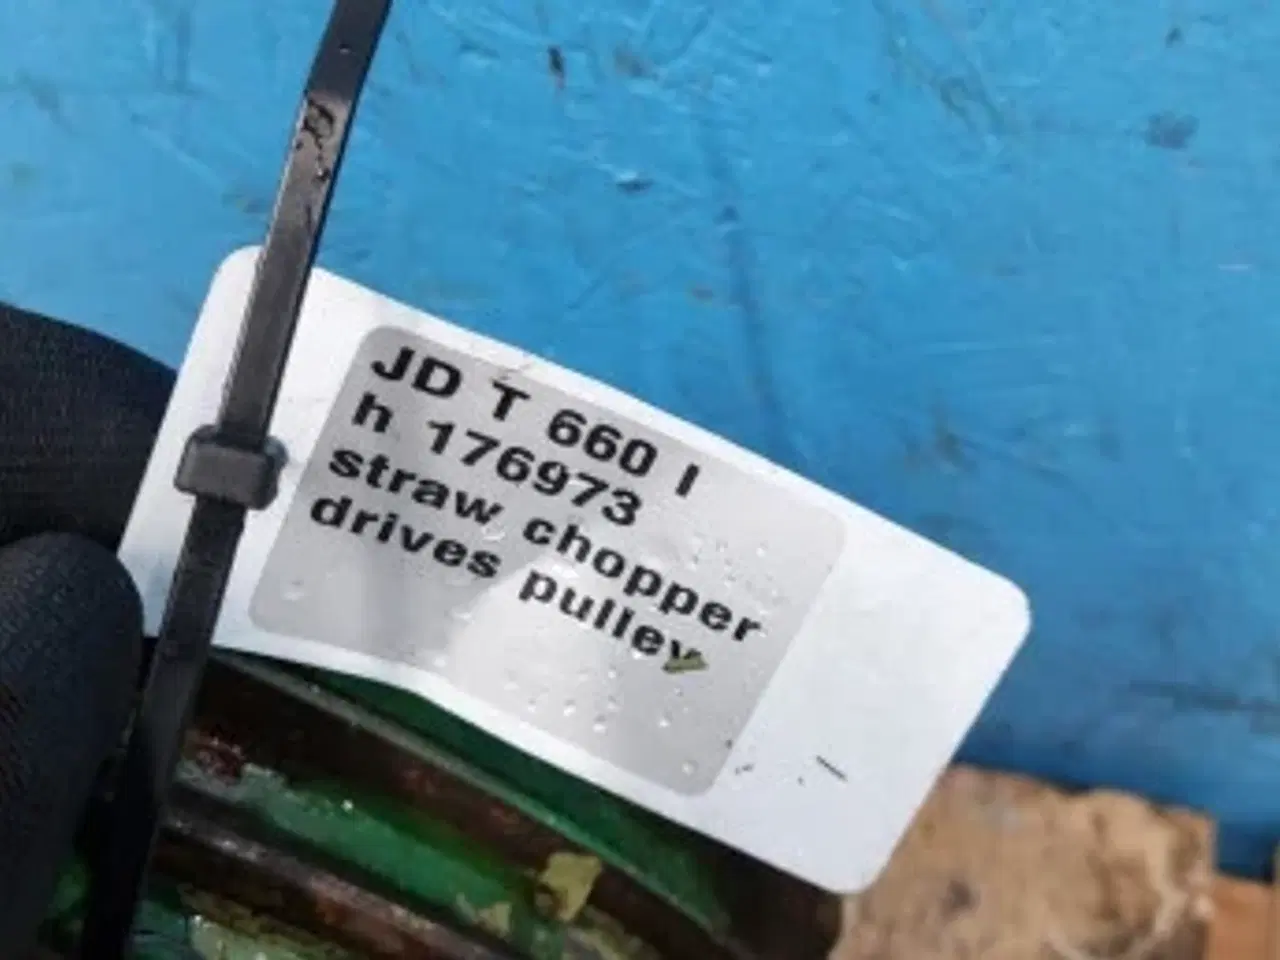 JD T 660 I
h 176973
straw chopper
drives pulley